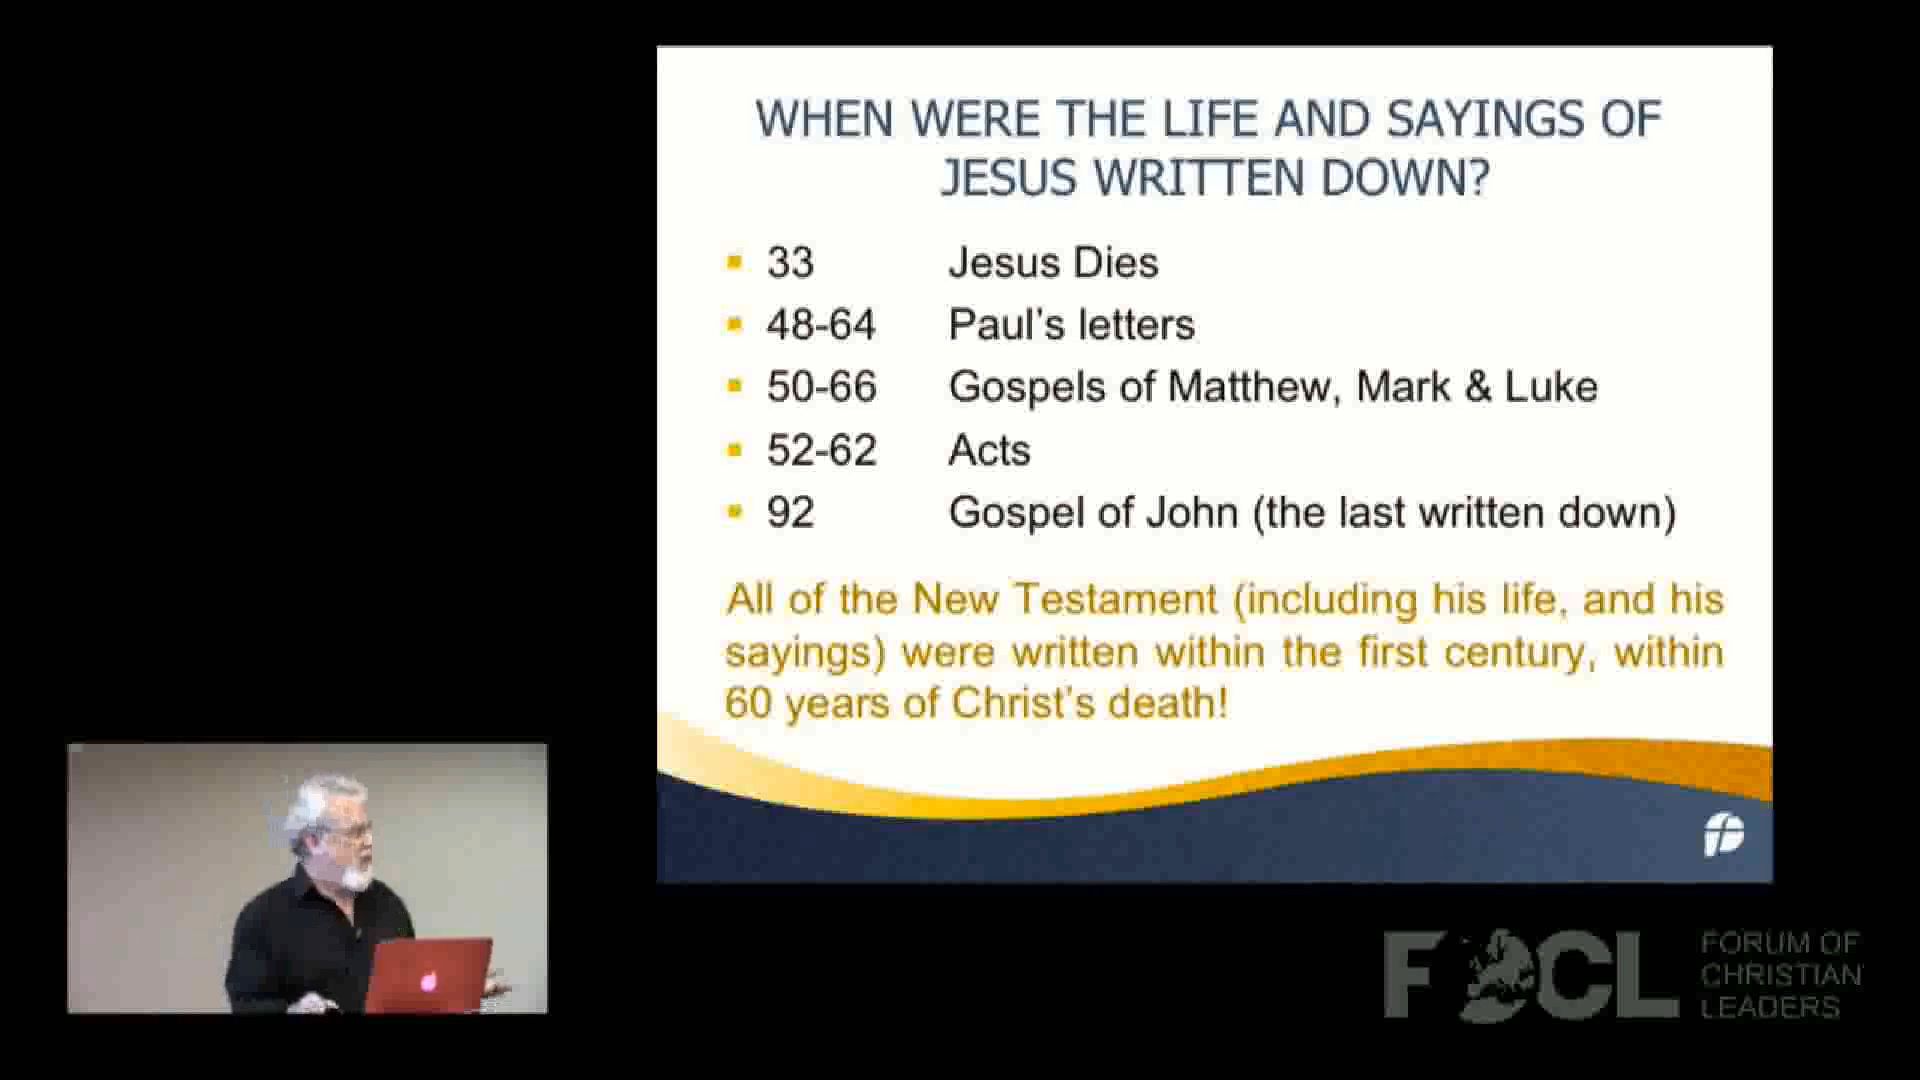 WHEN WERE THE LIFE AND SAYINGS OF
JESUS WRITTEN DOWN?
33 Jesus Dies
48-64 Paul's letters
50-66 Gospels of Matthew, Mark & Luke
52-62 Acts
92 Gospel of John (the last written down)
All of the New Testament (including his life, and his
sayings) were written within the first century, within
60 years of Christ's death!
FOCL
FORUM OF
CHRISTIAN
LEADERS